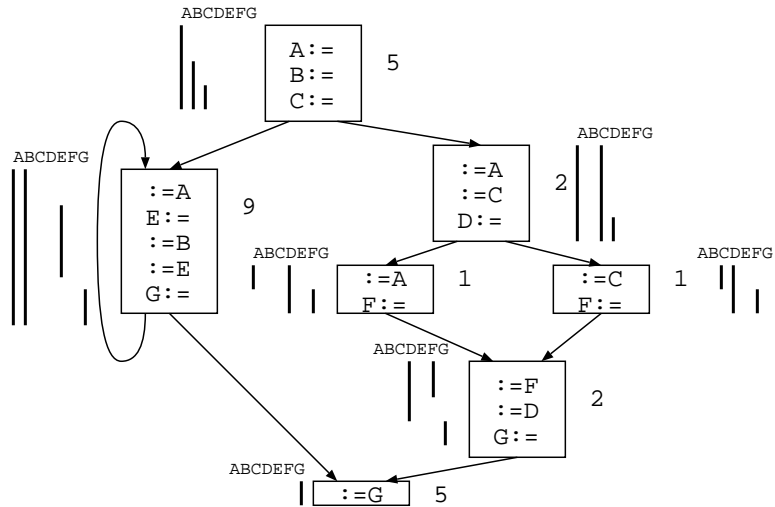 ABCDEFG
A:=
B:=
C:=
5
ABCDEFG
:=A
E:=
:=B
:=E
G:=
9
ABCDEFG
:=A
:=C
D:=
2
ABCDEFG
:=A
F:=
1
:=C
F:=
1
ABCDEFG
ABCDEFG
:=F
:=D
G:=
2
ABCDEFG
:=G
5